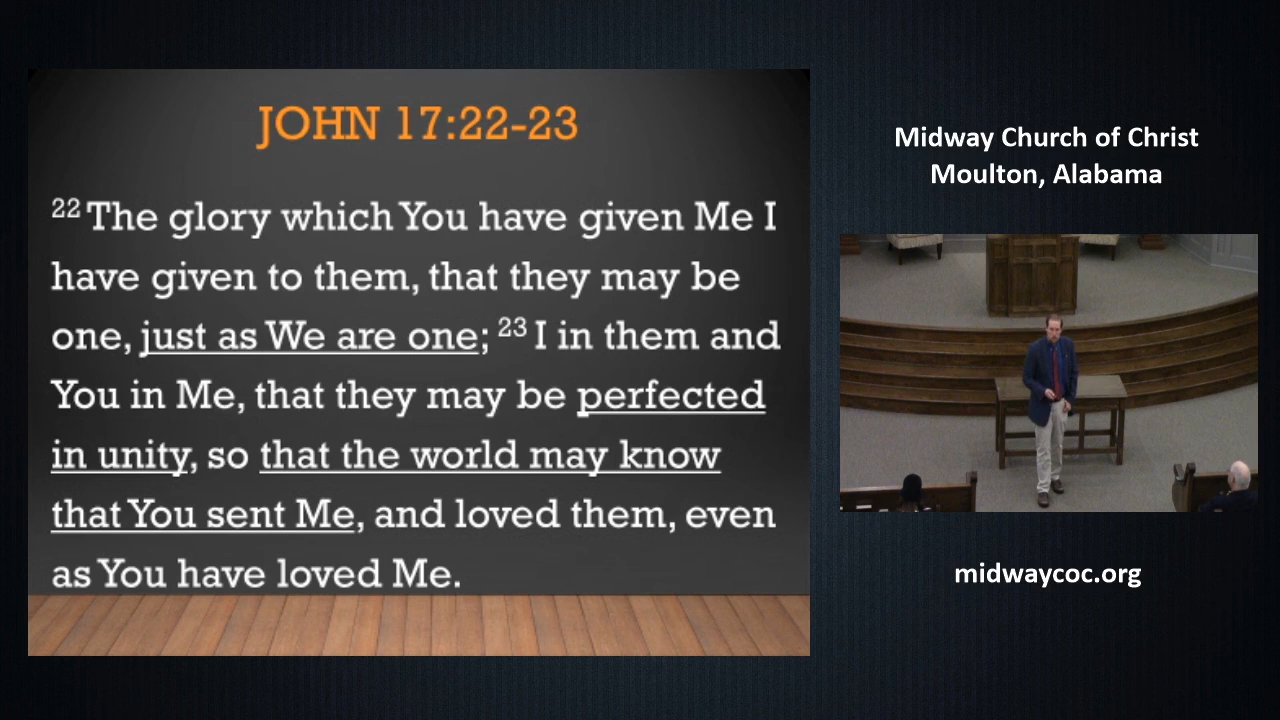 JOHN 17:22-23
22 The glory which You have given Me I
have given to them, that they may be
one, just as We are one; 23 I in them and
You in Me, that they may be perfected
in unity, so that the world may know
that You sent Me, and loved them, even
as You have loved Me.
Midway Church of Christ
Moulton, Alabama
midwaycoc.org